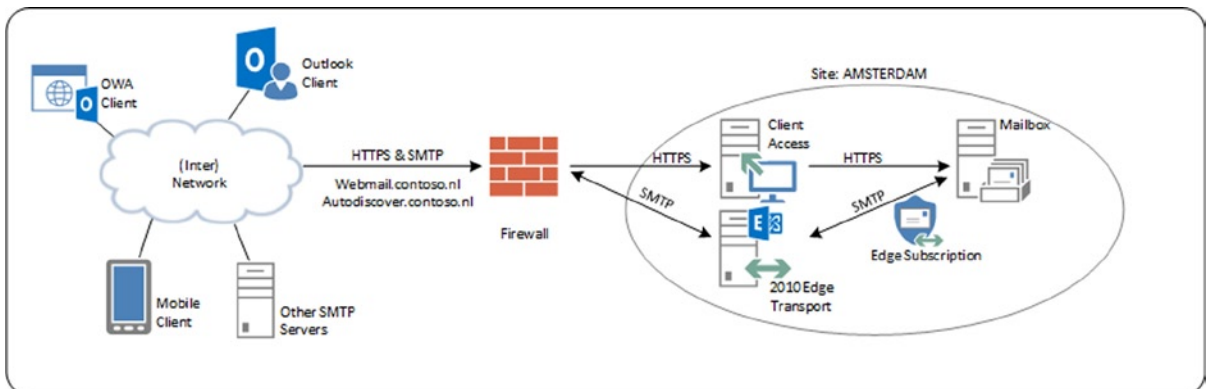 OWA
Client
Outlook
Client
(Inter)
Network
HTTPS & SMTP
Webmail.contoso.nl
Autodiscover.contoso.nl
Firewall
Mobile
Client
Other SMTP
Servers
Site: AMSTERDAM
Client
Access
Mailbox
HTTPS
HTTPS
SMTP
SMTP
Edge Subscription
2010 Edge
Transport
O
O
E